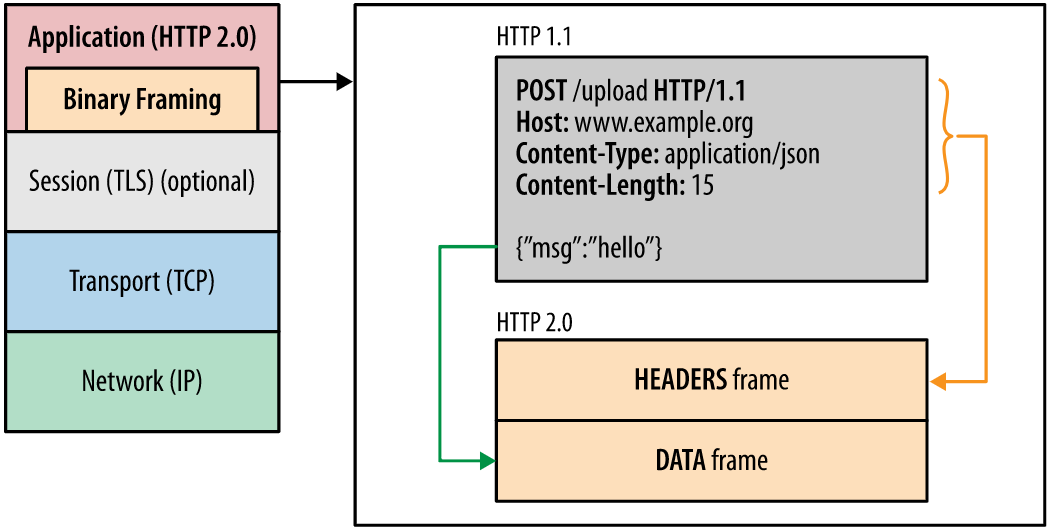 Application (HTTP 2.0)
Binary Framing
Session (TLS) (optional)
Transport (TCP)
Network (IP)
HTTP 1.1
POST /upload HTTP/1.1
Host: www.example.org
Content-Type: application/json
Content-Length: 15
{”msg”:”hello”}
HTTP 2.0
HEADERS frame
DATA frame